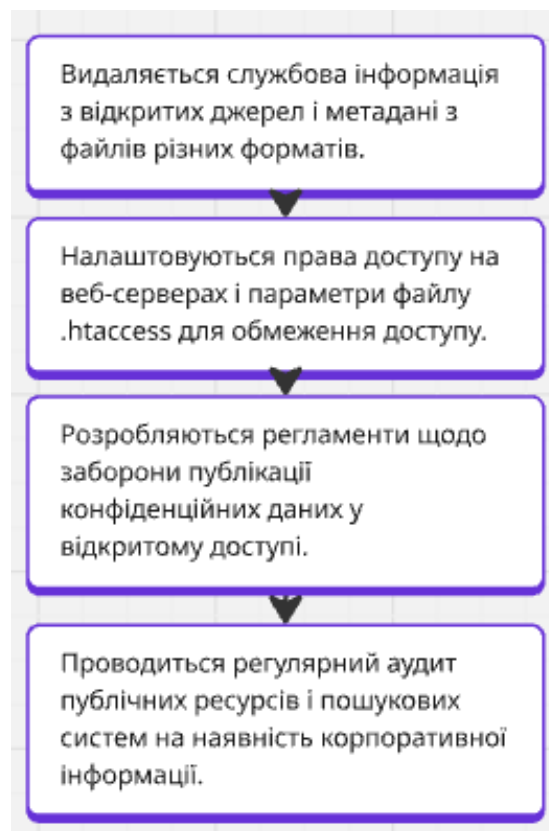 Видаляється службова інформація
з відкритих джерел і метадані з
файлів різних форматів.
Налаштовуються права доступу на
веб-серверах і параметри файлу
.htaccess для обмеження доступу.
Розробляються регламенти щодо
заборони публікації
конфіденційних даних у
відкритому доступі.
Проводиться регулярний аудит
публічних ресурсів і пошукових
систем на наявність корпоративної
інформації.